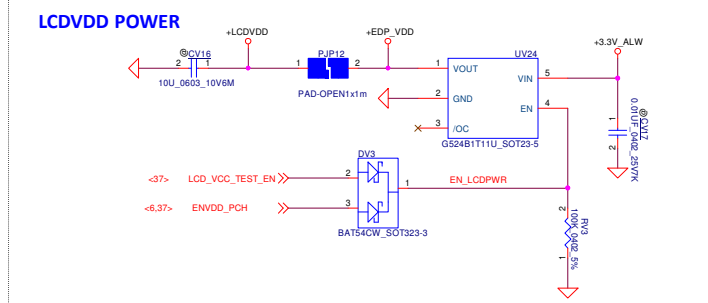 LCDVDD POWER
+LCDVDD
+EDP_VDD
+3.3V_ALW
@CV16
2 1
10U_0603_10V6M
PJP12
1 2
PAD-OPEN1x1m
UV24
1 VOUT
VIN 5
2 GND
EN 4
3 /OC
G524B1T11U_SOT23-5
1
2
@CV17
0.01UF_0402_25V7K
DV3
<37> LCD_VCC_TEST_EN 2
1 EN_LCDPWR
<6,37> ENVDD_PCH 3
BAT54CW_SOT323-3
2
1
RV3
100K_0402_5%